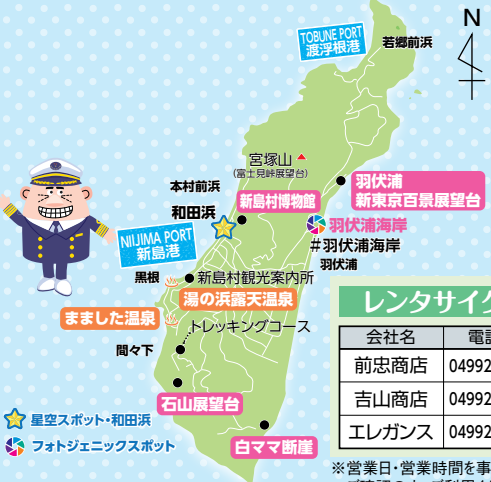 N
TOBUNE PORT
渡浮根港
若郷前浜
宮塚山
(富士見峠展望台)
本村前浜
新島村博物館
羽伏浦
新東京百景展望台
和田浜
羽伏浦海岸
#羽伏浦海岸
羽伏浦
NIIJIMA PORT
新島港
黒根
新島村観光案内所
湯の浜露天温泉
まました温泉
トレッキングコース
間々下
石山展望台
白ママ断崖
星空スポット・和田浜
フォトジェニックスポット
レンタサイク
会社名 電話
前忠商店 04992
吉山商店 04992
エレガンス 04992
※営業日・営業時間を事